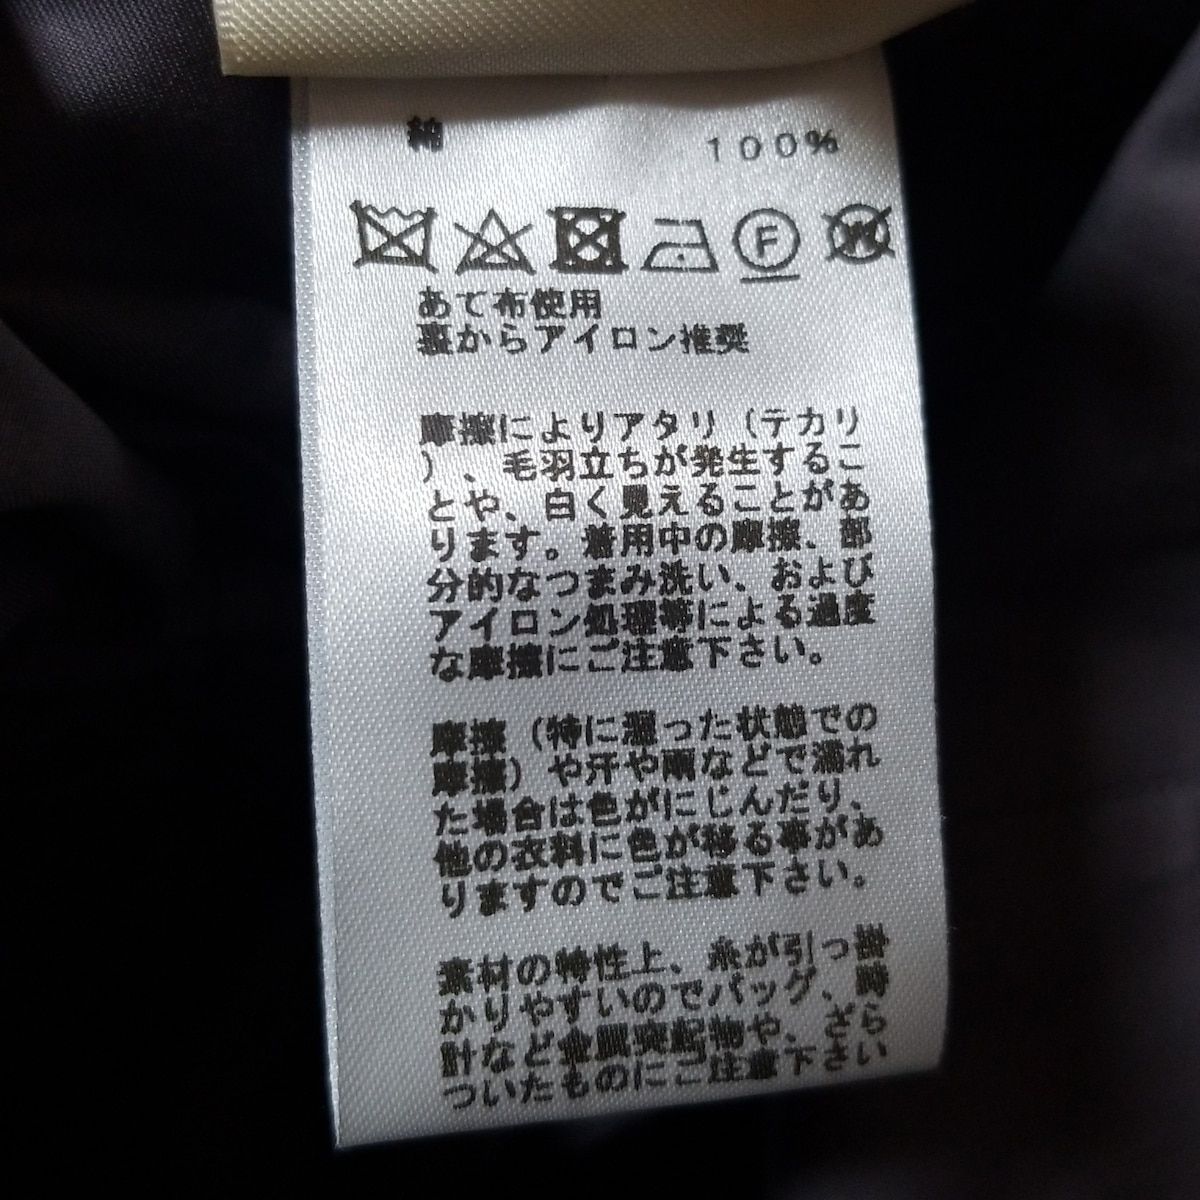 綿 100%
F
あて布使用
裏からアイロン推奨
摩擦によりアタリ（テカリ
）、毛羽立ちが発生するこ
とや、白く見えることがあ
ります。着用中の摩擦、部
分的なつまみ洗い、および
アイロン処理等による過度
な摩擦にご注意下さい。
摩擦（特に湿った状態での
摩擦）や汗や雨などで濡れ
た場合は色がにじんだり、
他の衣料に色が移る事があ
りますのでご注意下さい。
素材の特性上、糸が引っ掛
かりやすいのでバッグ、時
計など金属突起物や、ざら
ついたものにご注意下さい